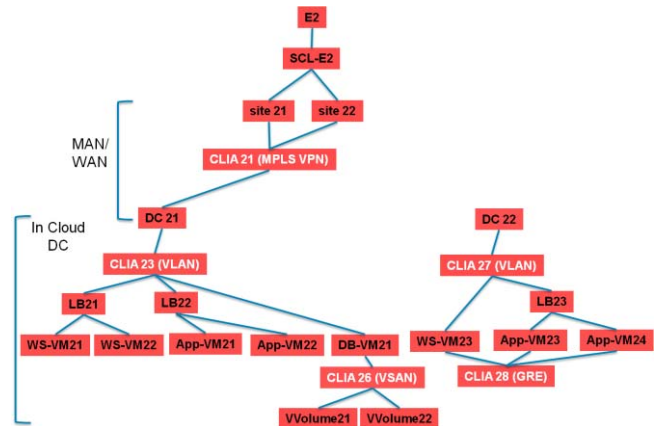 E2
SCL-E2
site 21
site 22
MAN/
WAN
CLIA 21 (MPLS VPN)
In Cloud
DC
DC 21
DC 22
CLIA 23 (VLAN)
CLIA 27 (VLAN)
LB21
LB22
LB23
WS-VM21
WS-VM22
App-VM21
App-VM22
DB-VM21
WS-VM23
App-VM23
App-VM24
CLIA 26 (VSAN)
CLIA 28 (GRE)
VVolume21
VVolume22